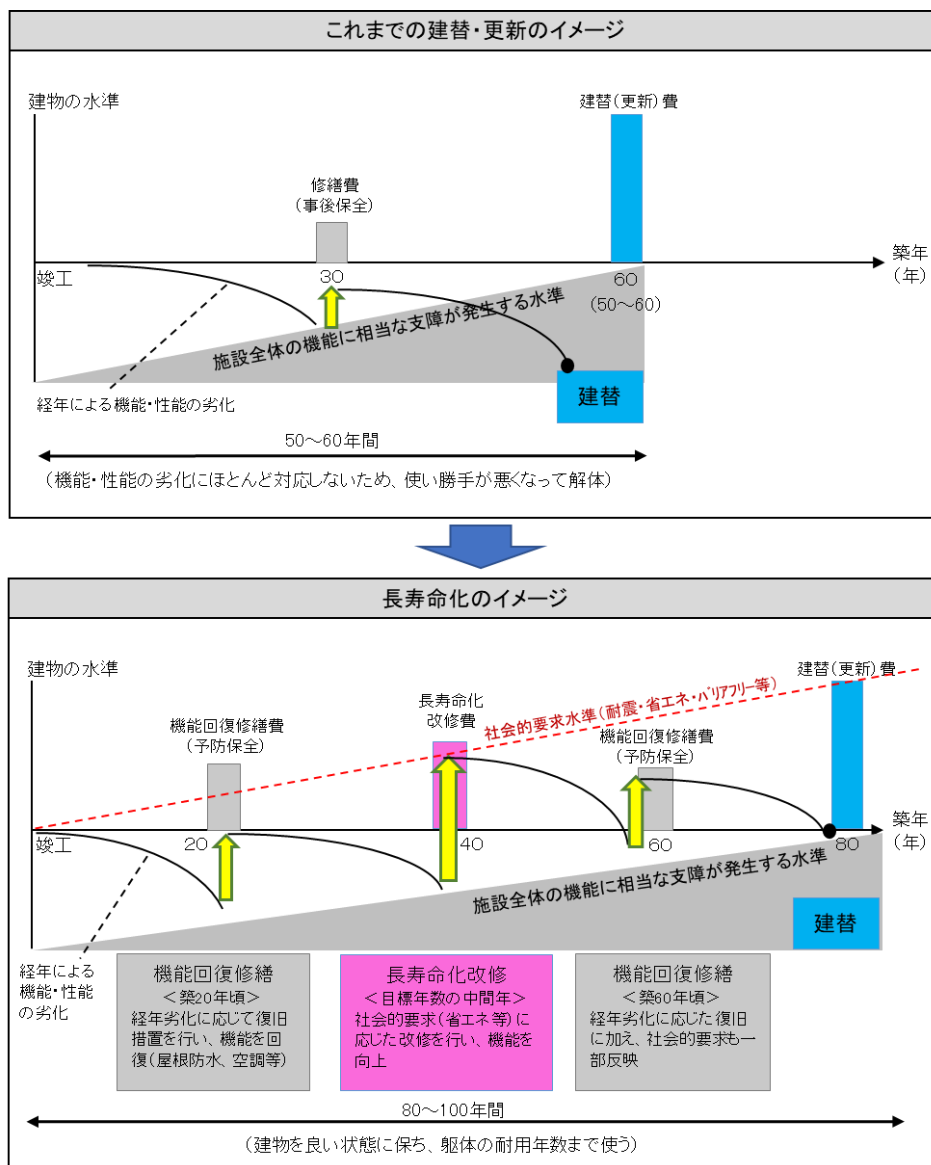 これまでの建替・更新のイメージ
建物の水準
建替(更新)費
修繕費
(事後保全)
竣工
30
60
(50～60)
築年
(年)
施設全体の機能に相当な支障が発生する水準
経年による機能・性能の劣化
建替
50～60年間
(機能・性能の劣化にほとんど対応しないため、使い勝手が悪くなって解体)
長寿命化のイメージ
建物の水準
建替(更新)費
長寿命化
改修費
社会的要求水準(耐震・省エネ・バリアフリー等)
機能回復修繕費
(予防保全)
機能回復修繕費
(予防保全)
竣工
20
40
60
80
築年
(年)
施設全体の機能に相当な支障が発生する水準
建替
経年による
機能・性能
の劣化
機能回復修繕
＜築20年頃＞
経年劣化に応じて復旧
措置を行い、機能を回
復(屋根防水、空調等)
長寿命化改修
＜目標年数の中間年＞
社会的要求(省エネ等)に
応じた改修を行い、機能を
向上
機能回復修繕
＜築60年頃＞
経年劣化に応じた復旧
に加え、社会的要求も一
部反映
80～100年間
(建物を良い状態に保ち、躯体の耐用年数まで使う)